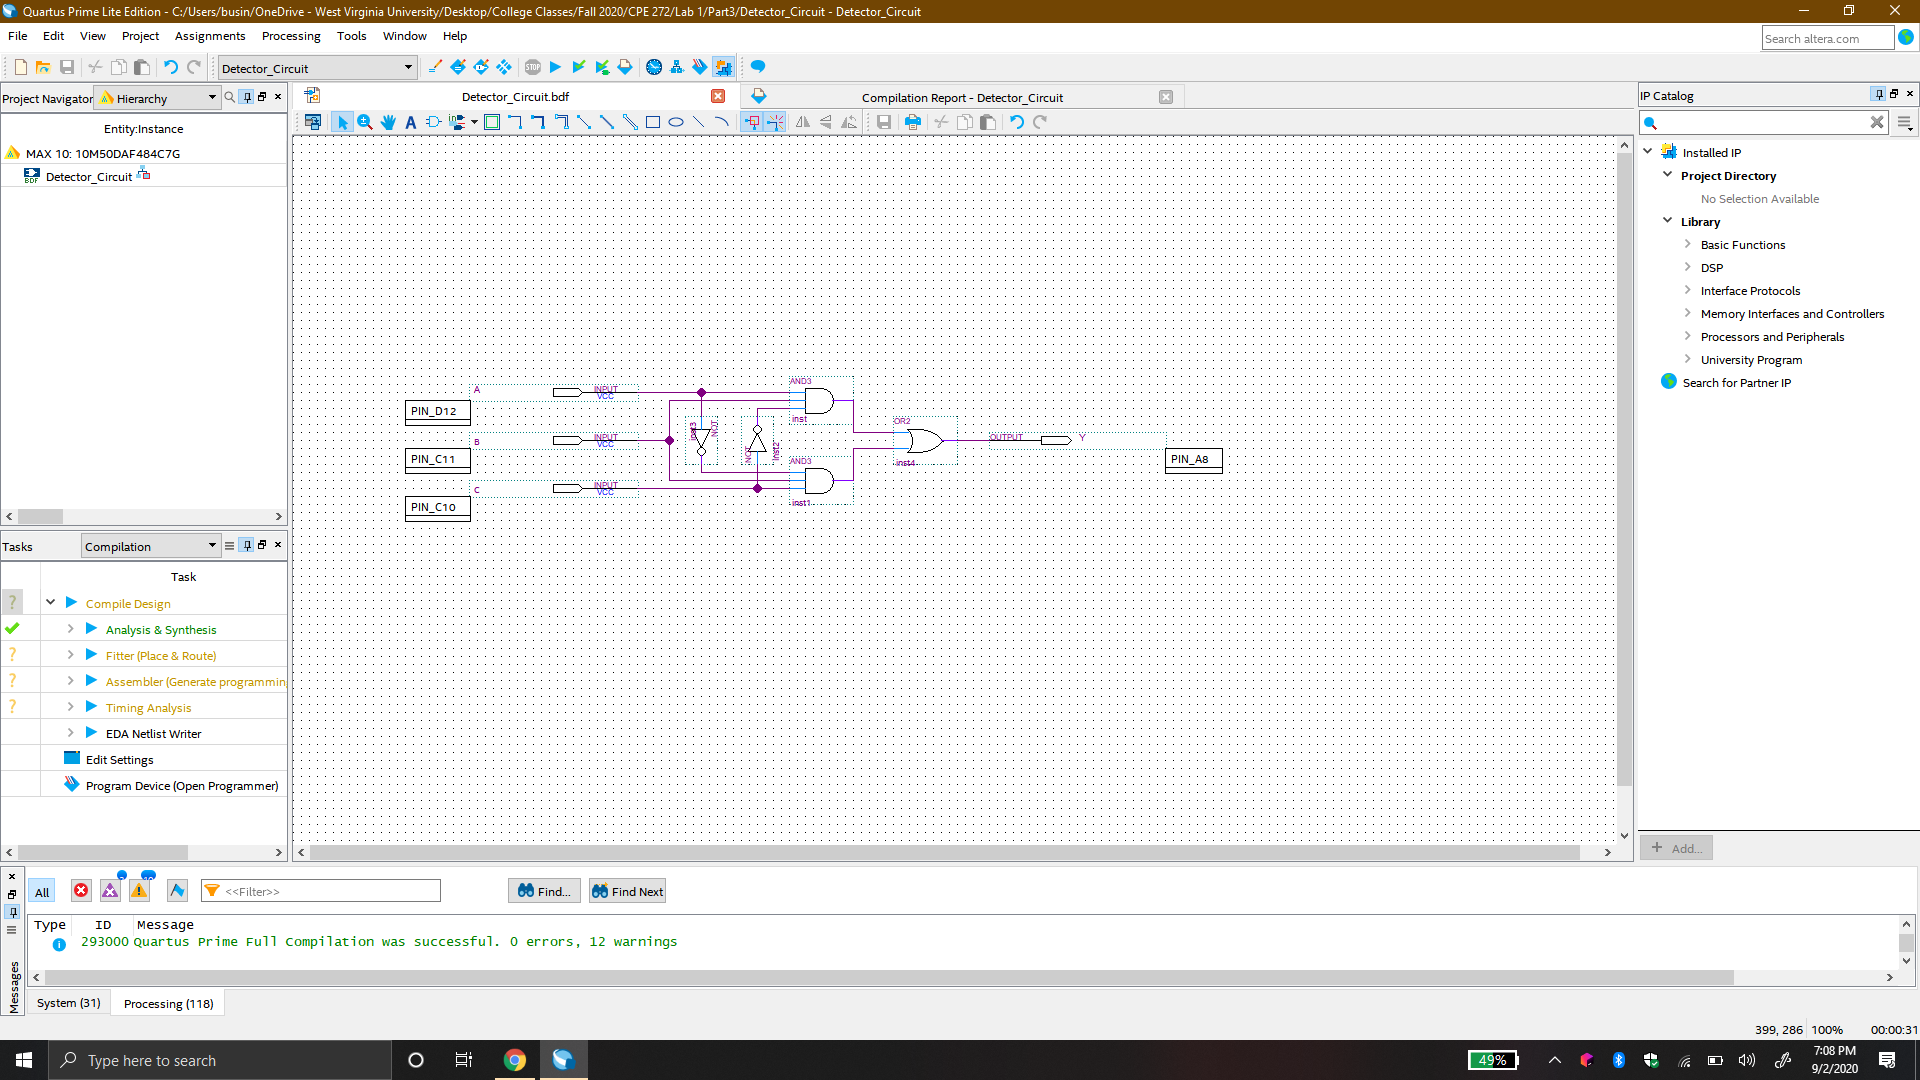 Quartus Prime Lite Edition - C:/Users/busin/OneDrive - West Virginia University/Desktop/College Classes/Fall 2020/CPE 272/Lab 1/Part3/Detector_Circuit - Detector_Circuit
File Edit View Project Assignments Processing Tools Window Help
Search altera.com
Detector_Circuit
STOP
Project Navigator Hierarchy
Detector_Circuit.bdf
Compilation Report - Detector_Circuit
IP Catalog
A
Entity:Instance
MAX 10: 10M50DAF484C7G
BDF Detector_Circuit
Installed IP
Project Directory
No Selection Available
Library
Basic Functions
DSP
Interface Protocols
Memory Interfaces and Controllers
Processors and Peripherals
University Program
Search for Partner IP
A INPUT VCC
PIN_D12
B INPUT VCC
PIN_C11
C INPUT VCC
PIN_C10
AND3
inst
inst3 NOT
NOT inst2
AND3
inst1
OR2
inst4
OUTPUT Y
PIN_A8
Tasks Compilation
Task
? Compile Design
Analysis & Synthesis
? Fitter (Place & Route)
? Assembler (Generate programmin
? Timing Analysis
EDA Netlist Writer
Edit Settings
Program Device (Open Programmer)
+ Add...
All <<Filter>> Find... Find Next
Type ID Message
293000 Quartus Prime Full Compilation was successful. 0 errors, 12 warnings
Messages
System (31) Processing (118)
399, 286 100% 00:00:31
Type here to search
49%
7:08 PM
9/2/2020